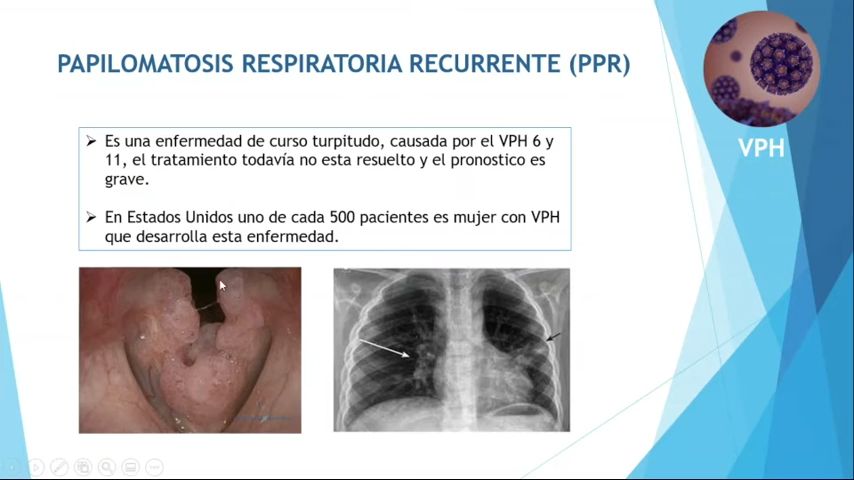 PAPILOMATOSIS RESPIRATORIA RECURRENTE (PPR)
VPH
➢ Es una enfermedad de curso turpitudo, causada por el VPH 6 y
11, el tratamiento todavía no esta resuelto y el pronostico es
grave.
➢ En Estados Unidos uno de cada 500 pacientes es mujer con VPH
que desarrolla esta enfermedad.